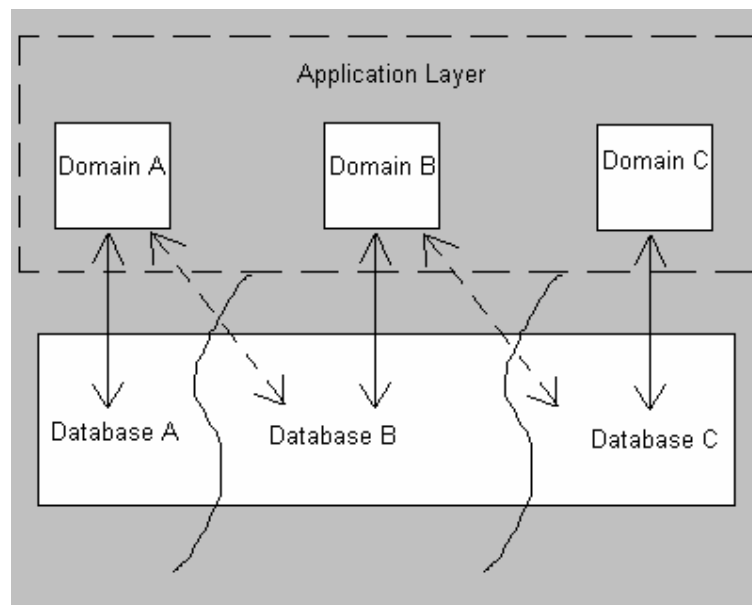 Application Layer
Domain A
Domain B
Domain C
Database A
Database B
Database C